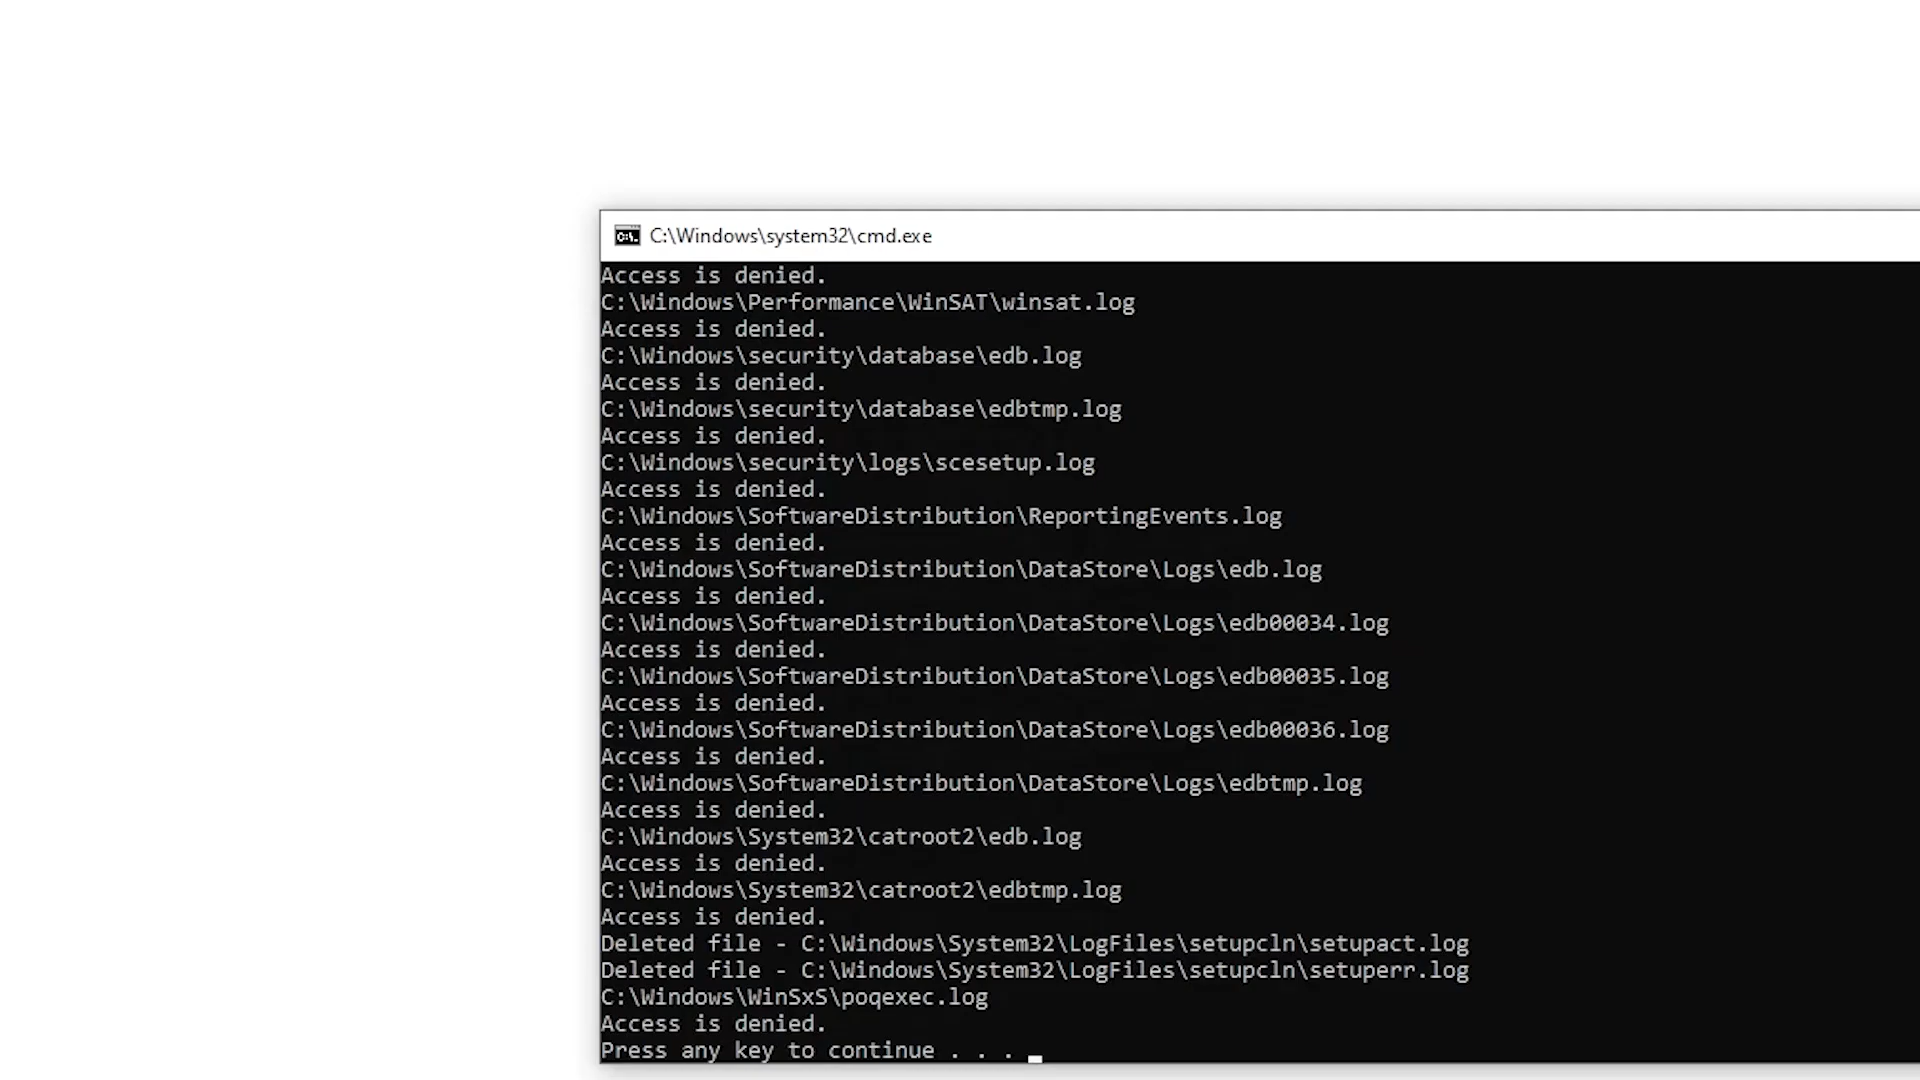 C:\Windows\system32\cmd.exe
Access is denied.
C:\Windows\Performance\WinSAT\winsat.log
Access is denied.
C:\Windows\security\database\edb.log
Access is denied.
C:\Windows\security\database\edbtmp.log
Access is denied.
C:\Windows\security\logs\scesetup.log
Access is denied.
C:\Windows\SoftwareDistribution\ReportingEvents.log
Access is denied.
C:\Windows\SoftwareDistribution\DataStore\Logs\edb.log
Access is denied.
C:\Windows\SoftwareDistribution\DataStore\Logs\edb00034.log
Access is denied.
C:\Windows\SoftwareDistribution\DataStore\Logs\edb00035.log
Access is denied.
C:\Windows\SoftwareDistribution\DataStore\Logs\edb00036.log
Access is denied.
C:\Windows\SoftwareDistribution\DataStore\Logs\edbtmp.log
Access is denied.
C:\Windows\System32\catroot2\edb.log
Access is denied.
C:\Windows\System32\catroot2\edbtmp.log
Access is denied.
Deleted file - C:\Windows\System32\LogFiles\setupcln\setupact.log
Deleted file - C:\Windows\System32\LogFiles\setupcln\setuperr.log
C:\Windows\WinSxS\poqexec.log
Access is denied.
Press any key to continue . . .